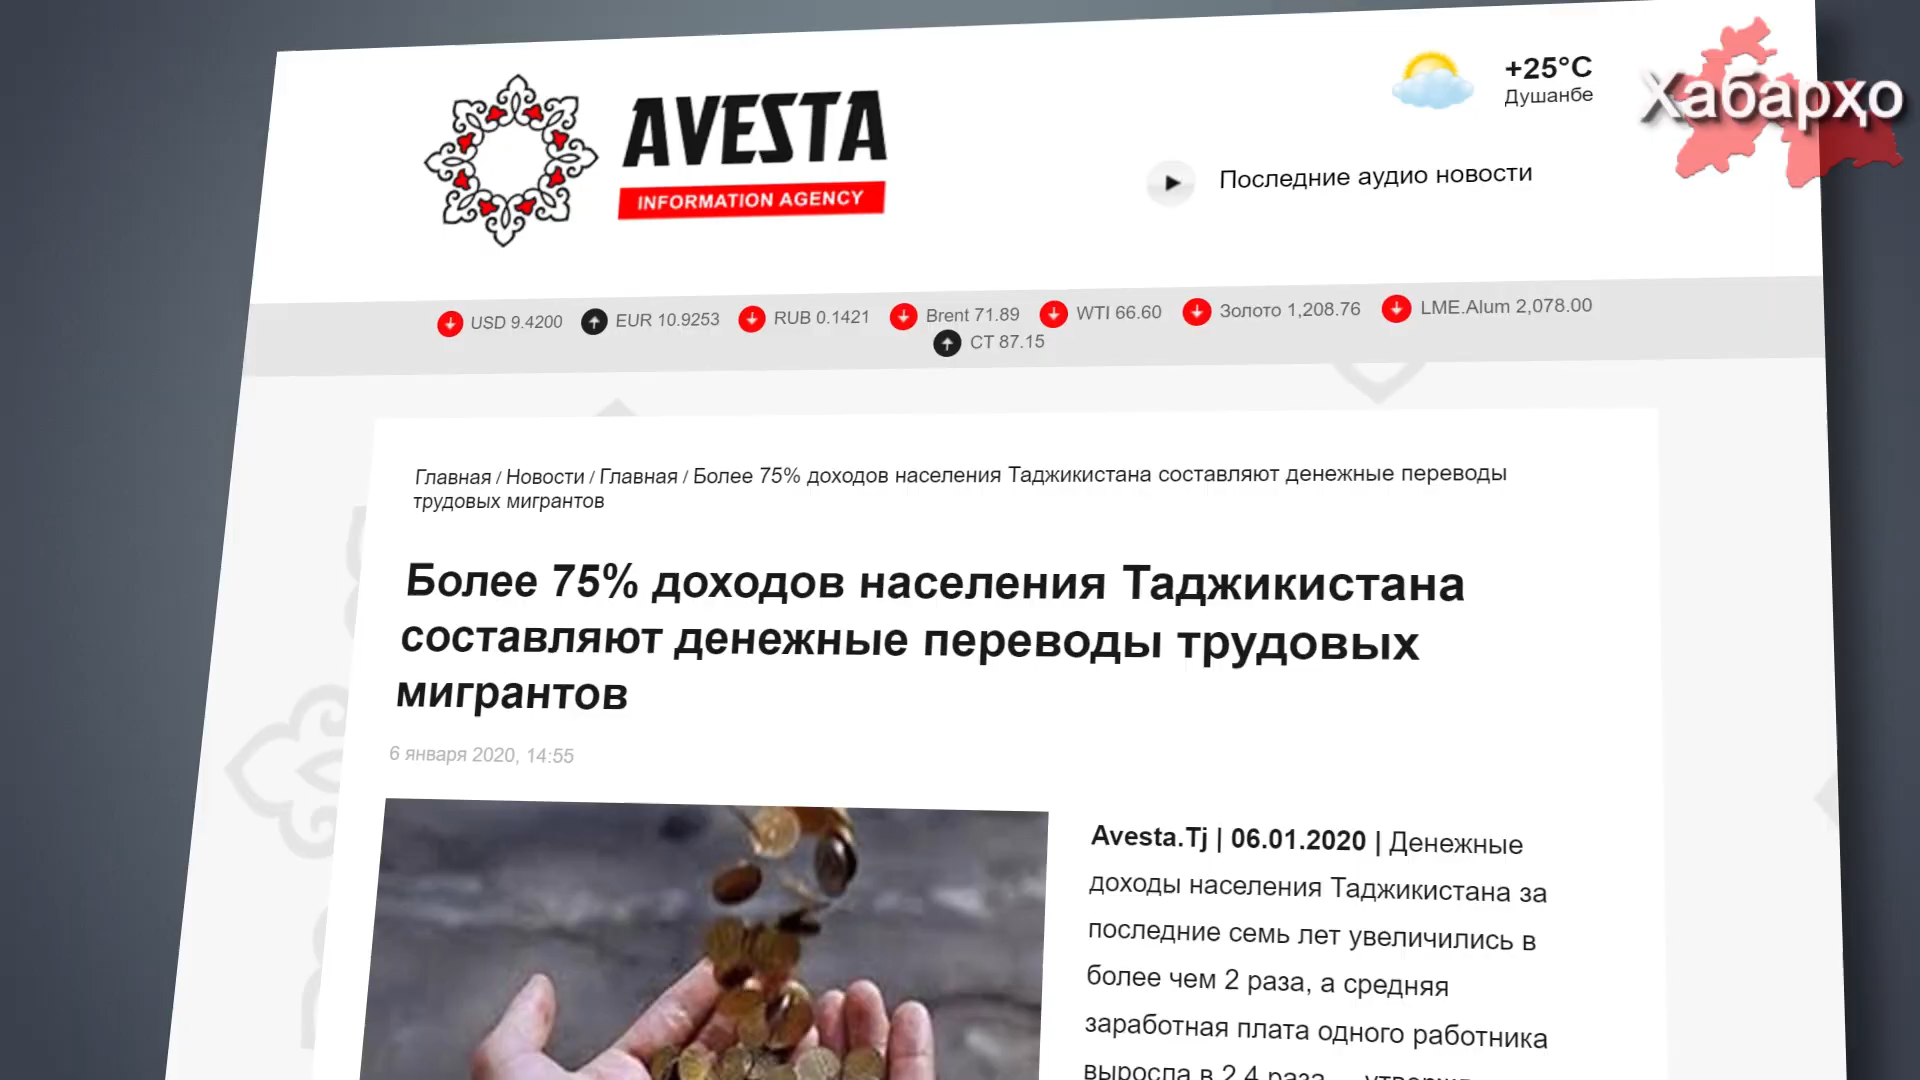 AVESTA
INFORMATION AGENCY
+25°C
Душанбе
Хабарҳо
Последние аудио новости
USD 9.4200 EUR 10.9253 RUB 0.1421 Brent 71.89 WTI 66.60 Золото 1,208.76 LME.Alum 2,078.00
CT 87.15
Главная / Новости / Главная / Более 75% доходов населения Таджикистана составляют денежные переводы
трудовых мигрантов
Более 75% доходов населения Таджикистана
составляют денежные переводы трудовых
мигрантов
6 января 2020, 14:55
Avesta.Tj | 06.01.2020 | Денежные
доходы населения Таджикистана за
последние семь лет увеличились в
более чем 2 раза, а средняя
заработная плата одного работника
выросла в 2,4 раза